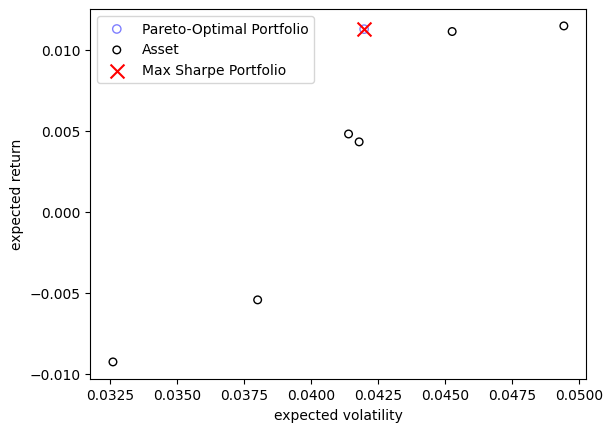 Pareto-Optimal Portfolio
Asset
Max Sharpe Portfolio
expected return
0.010
0.005
0.000
−0.005
−0.010
0.0325 0.0350 0.0375 0.0400 0.0425 0.0450 0.0475 0.0500
expected volatility